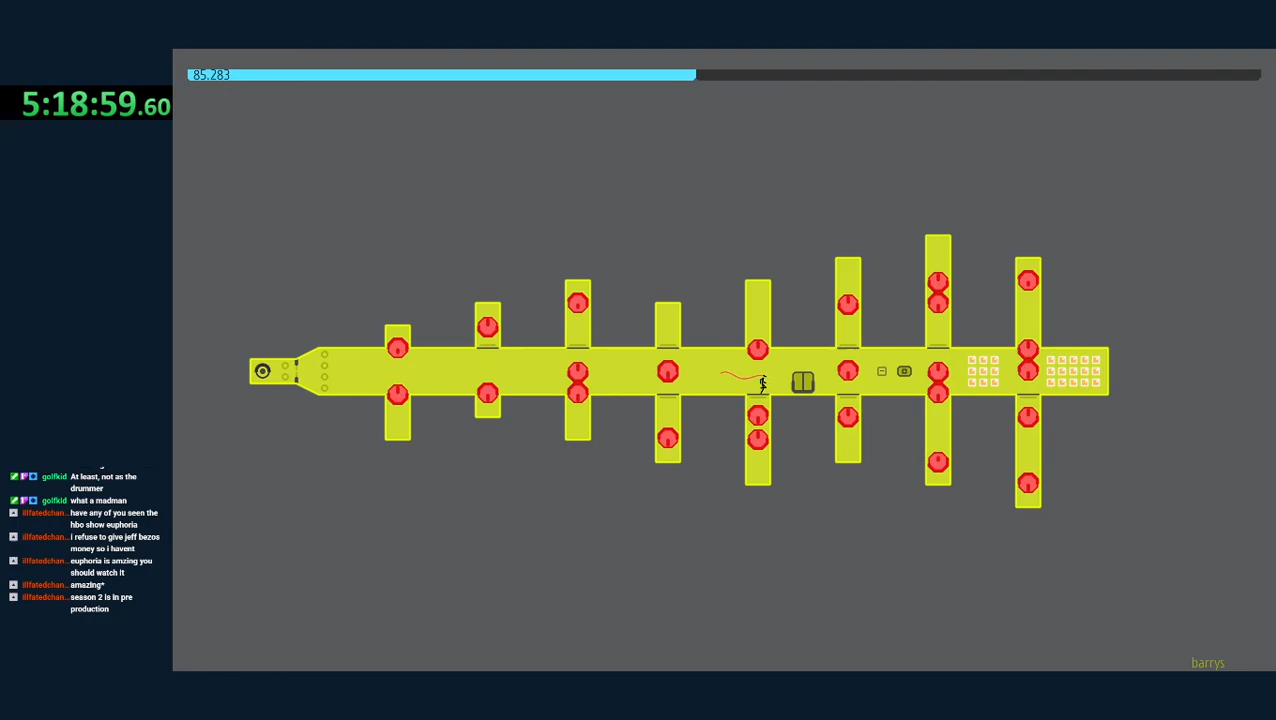 85.283
5:18:59.60
golfkid At least, not as the
drummer
golfkid what a madman
illfatedchan... have any of you seen the
hbo show euphoria
illfatedchan... i refuse to give jeff bezos
money so i havent
illfatedchan... euphoria is amzing you
should watch it
illfatedchan... amazing*
illfatedchan... season 2 is in pre
production
barrys